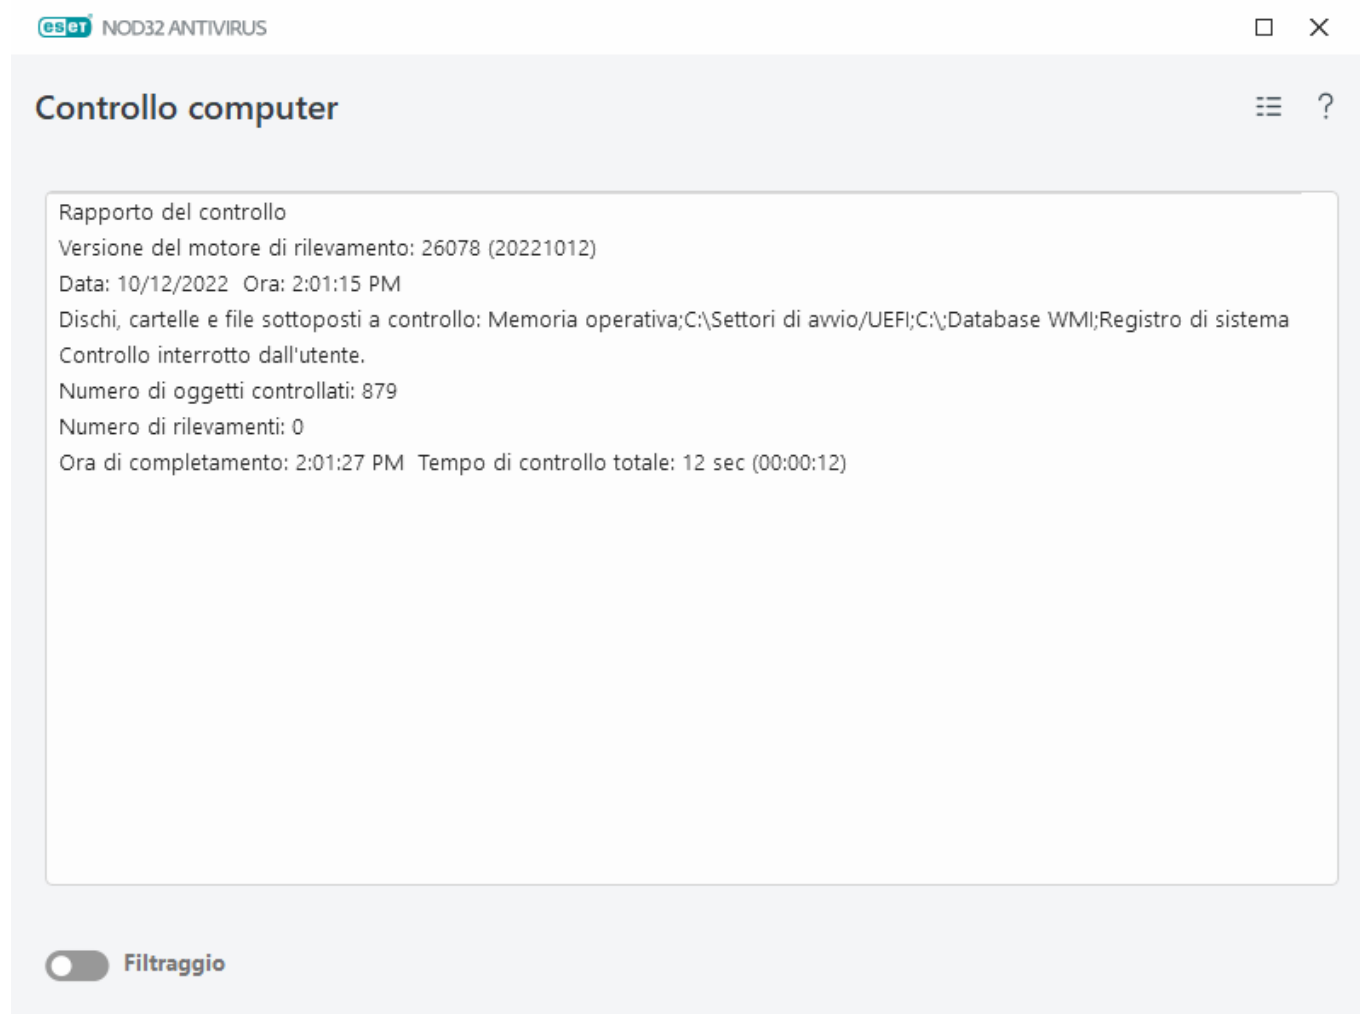 eset NOD32 ANTIVIRUS
Controllo computer
?
Rapporto del controllo
Versione del motore di rilevamento: 26078 (20221012)
Data: 10/12/2022  Ora: 2:01:15 PM
Dischi, cartelle e file sottoposti a controllo: Memoria operativa;C:\Settori di avvio/UEFI;C:\;Database WMI;Registro di sistema
Controllo interrotto dall'utente.
Numero di oggetti controllati: 879
Numero di rilevamenti: 0
Ora di completamento: 2:01:27 PM  Tempo di controllo totale: 12 sec (00:00:12)
Filtraggio